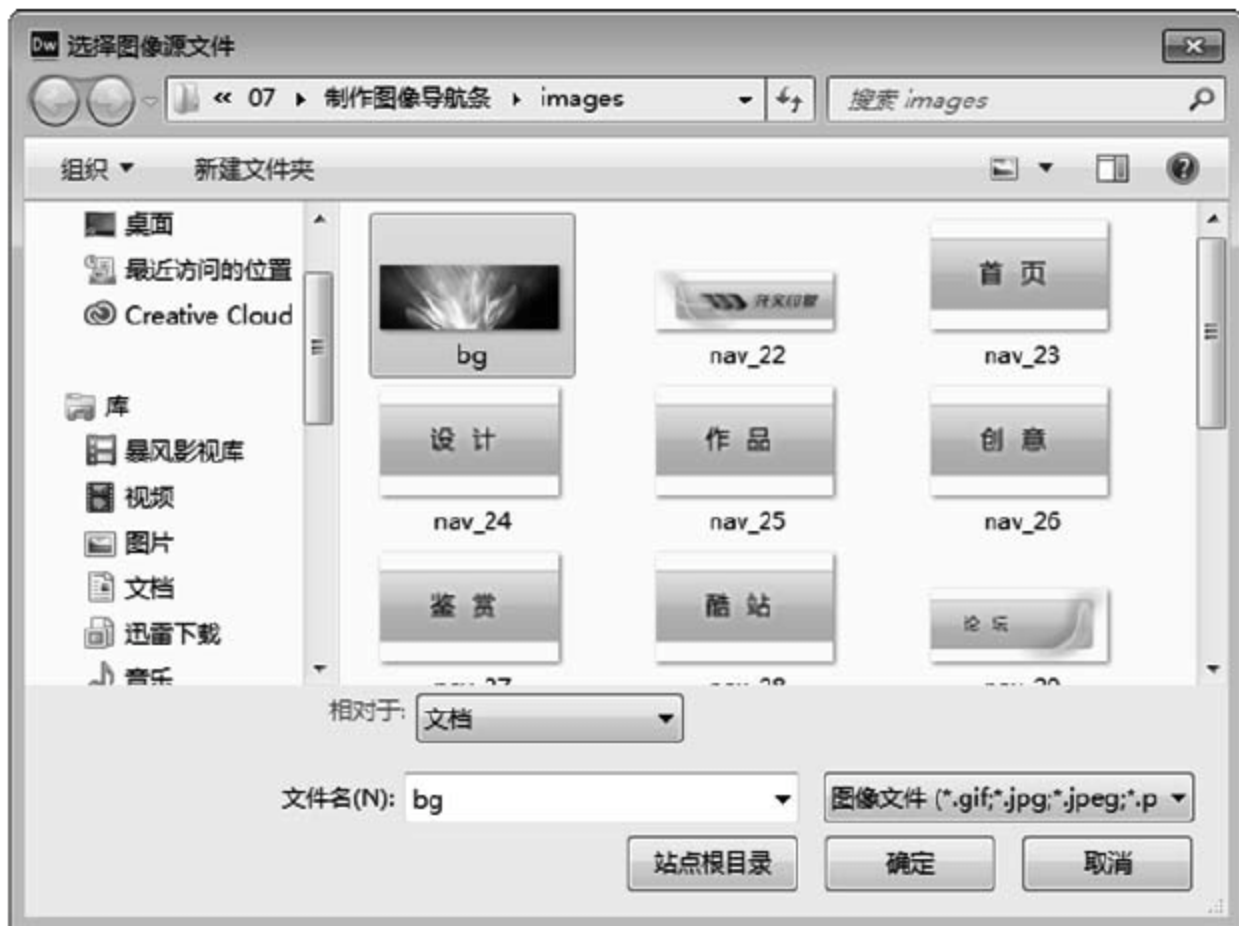 Dw 选择图像源文件
« 07 ▸ 制作图像导航条 ▸ images
搜索 images
组织 新建文件夹
桌面
最近访问的位置
Creative Cloud
库
暴风影视库
视频
图片
文档
迅雷下载
音乐
bg
nav_22
首 页
nav_23
设 计
nav_24
作 品
nav_25
创 意
nav_26
鉴 赏
酷 站
论 坛
相对于: 文档
文件名(N): bg
图像文件 (*.gif;*.jpg;*.jpeg;*.p
站点根目录 确定 取消